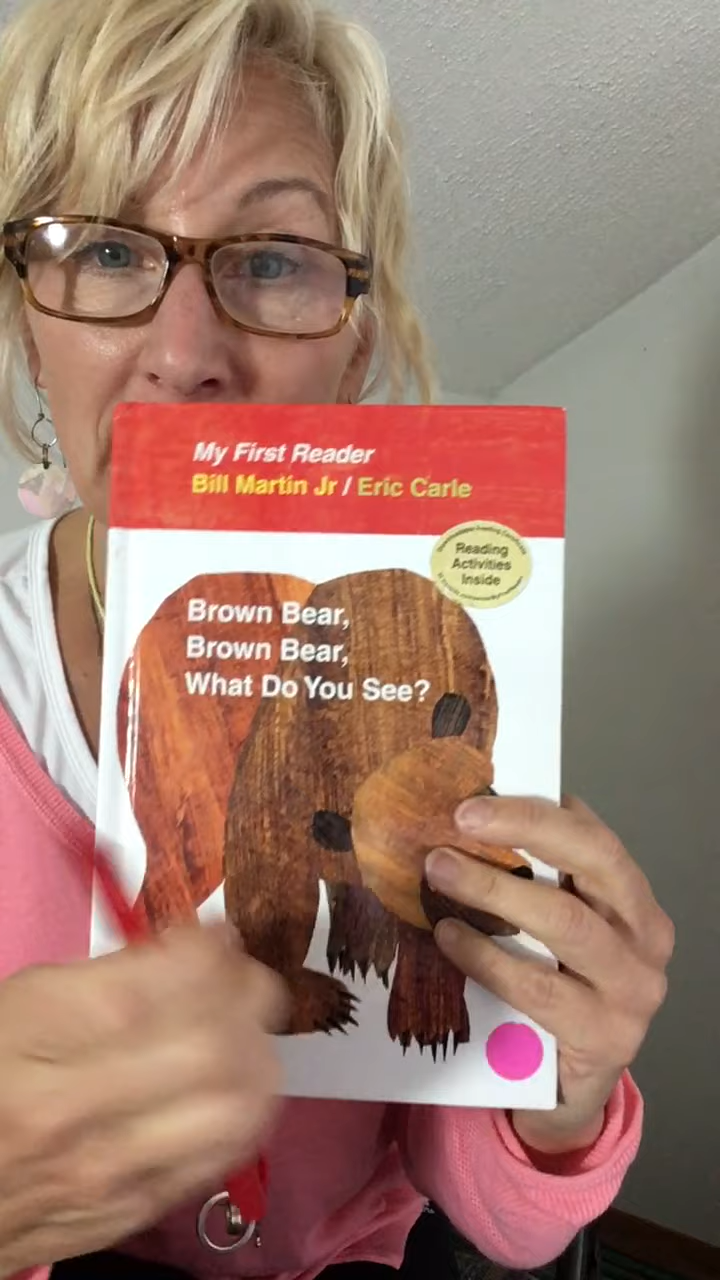 My First Reader
Bill Martin Jr / Eric Carle
Reading
Activities
Inside
Brown Bear,
Brown Bear,
What Do You See?